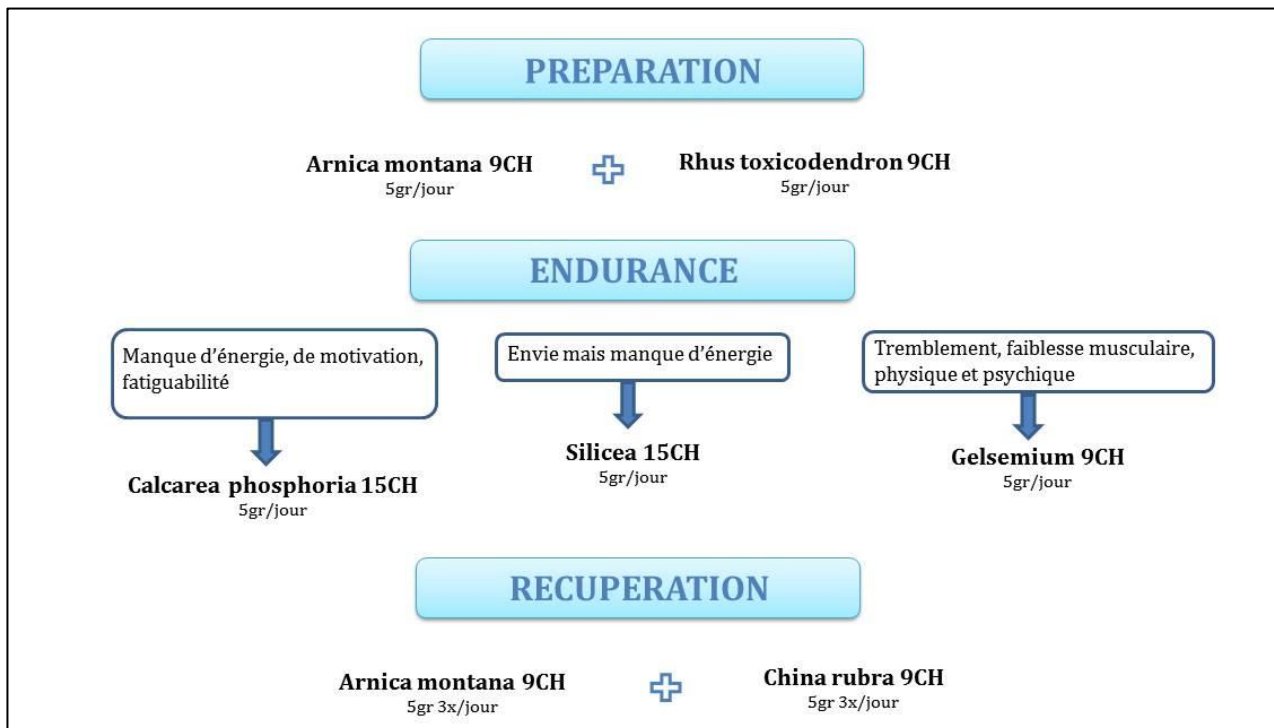 PREPARATION
Arnica montana 9CH
5gr/jour
Rhus toxicodendron 9CH
5gr/jour
ENDURANCE
Manque d'énergie, de motivation,
fatiguabilité
Calcarea phosphoria 15CH
5gr/jour
Envie mais manque d'énergie
Silicea 15CH
5gr/jour
Tremblement, faiblesse musculaire,
physique et psychique
Gelsemium 9CH
5gr/jour
RECUPERATION
Arnica montana 9CH
5gr 3x/jour
China rubra 9CH
5gr 3x/jour